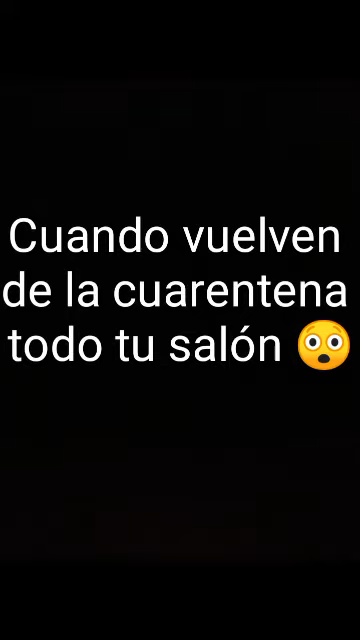 Cuando vuelven
de la cuarentena
todo tu salón 😳